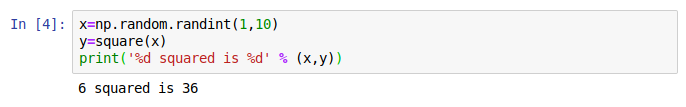 In [4]: x=np.random.randint(1,10)
y=square(x)
print('%d squared is %d' % (x,y))
6 squared is 36